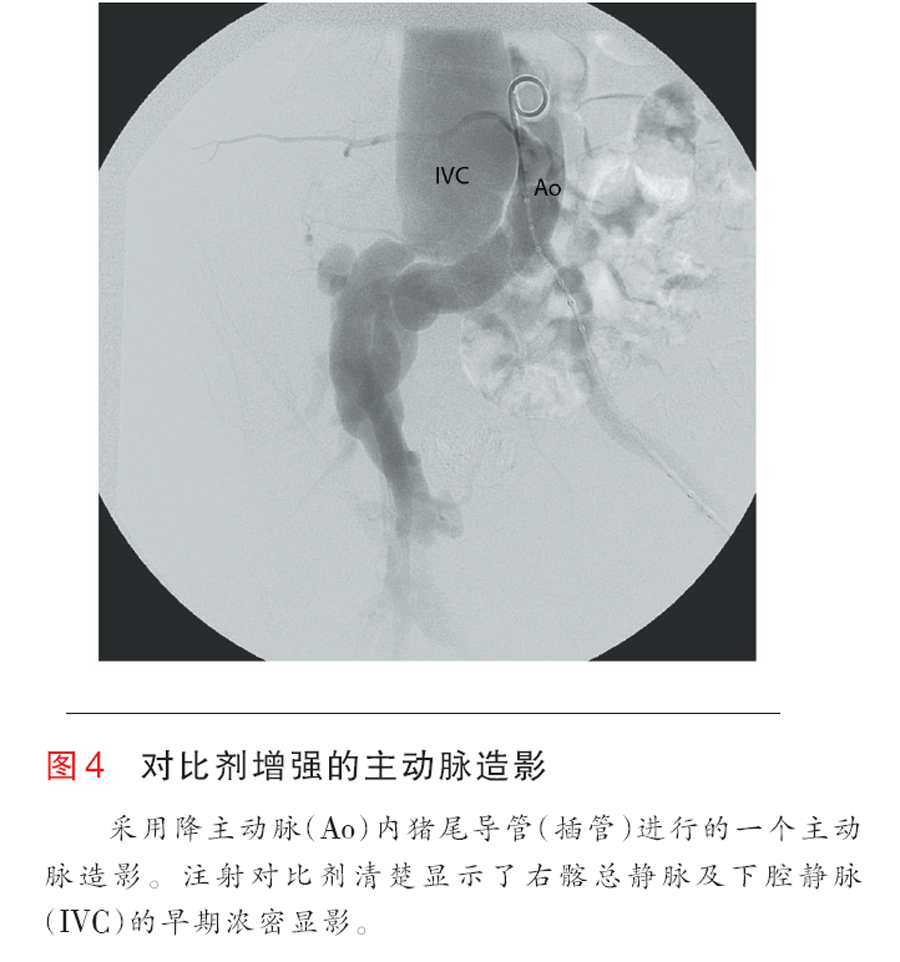 IVC
Ao
图4 对比剂增强的主动脉造影
采用降主动脉(Ao)内猪尾导管(插管)进行的一个主动
脉造影。注射对比剂清楚显示了右髂总静脉及下腔静脉
(IVC)的早期浓密显影。